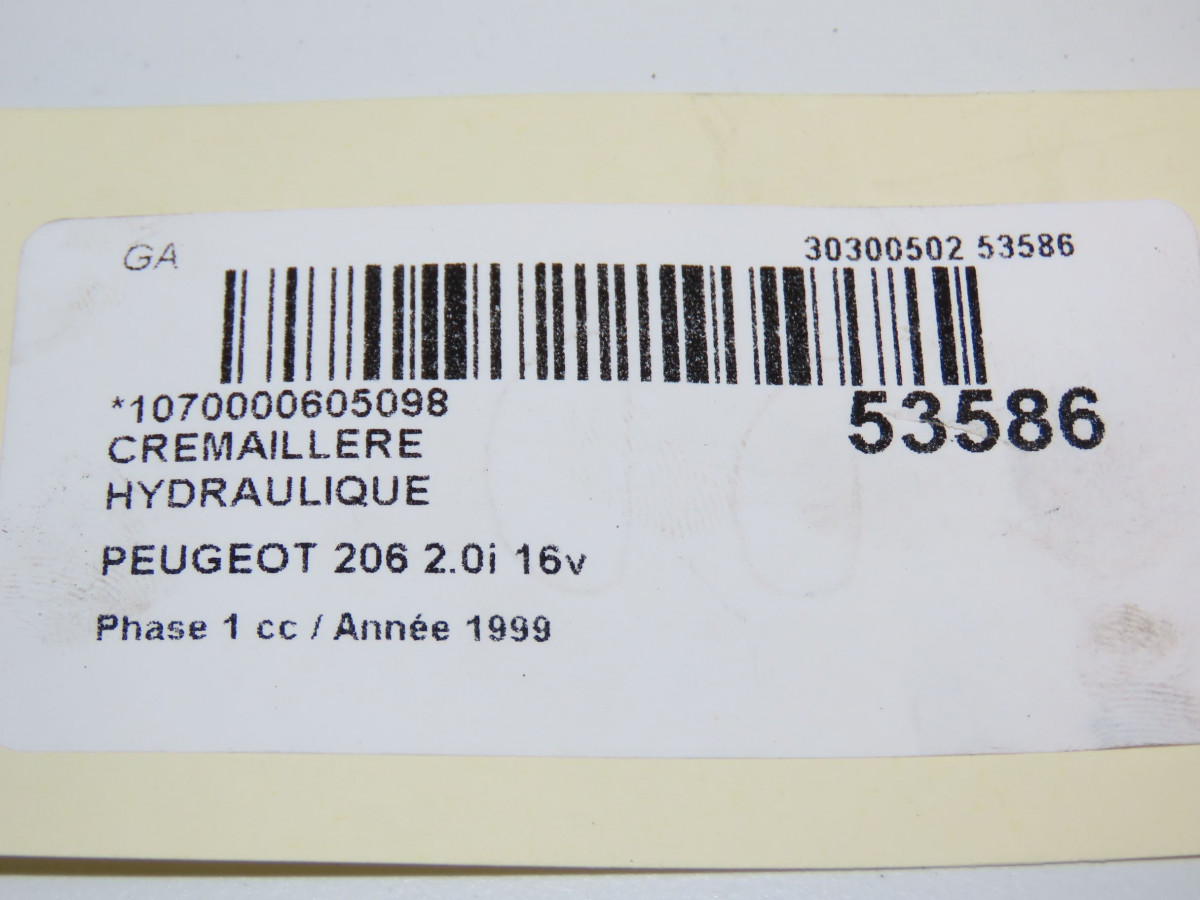 GA
30300502 53586
*1070000605098
53586
CREMAILLERE
HYDRAULIQUE
PEUGEOT 206 2.0i 16v
Phase 1 cc / Année 1999